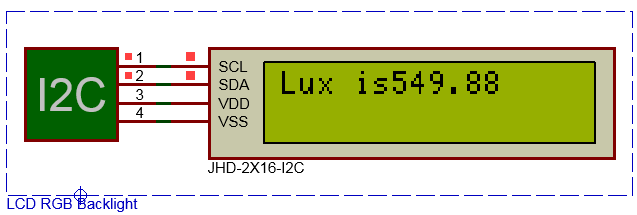 I2C
1
2
3
4
SCL
SDA
VDD
VSS
Lux is549.88
JHD-2X16-I2C
LCD RGB Backlight